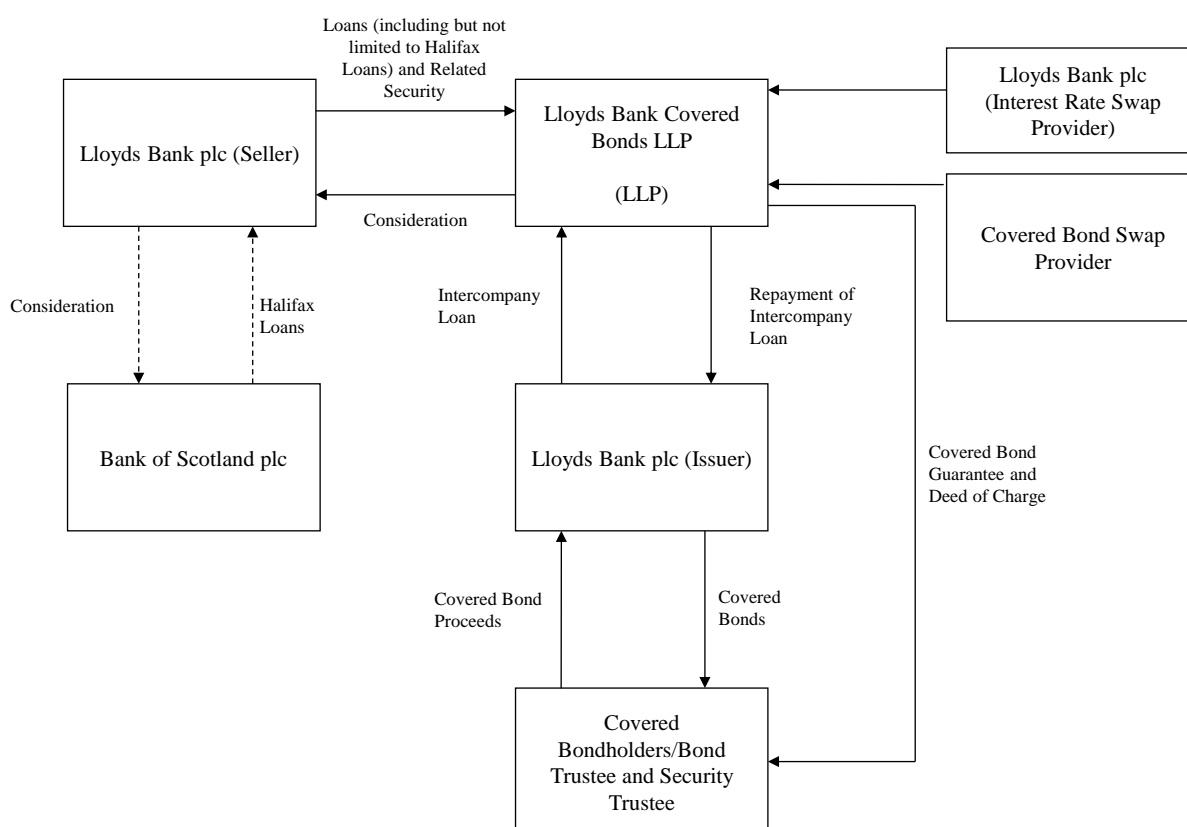 Loans (including but not
limited to Halifax
Loans) and Related
Security
Lloyds Bank plc (Seller)
Lloyds Bank Covered
Bonds LLP
(LLP)
Lloyds Bank plc
(Interest Rate Swap
Provider)
Consideration
Covered Bond Swap
Provider
Consideration
Halifax
Loans
Intercompany
Loan
Repayment of
Intercompany
Loan
Bank of Scotland plc
Lloyds Bank plc (Issuer)
Covered Bond
Guarantee and
Deed of Charge
Covered Bond
Proceeds
Covered
Bonds
Covered
Bondholders/Bond
Trustee and Security
Trustee